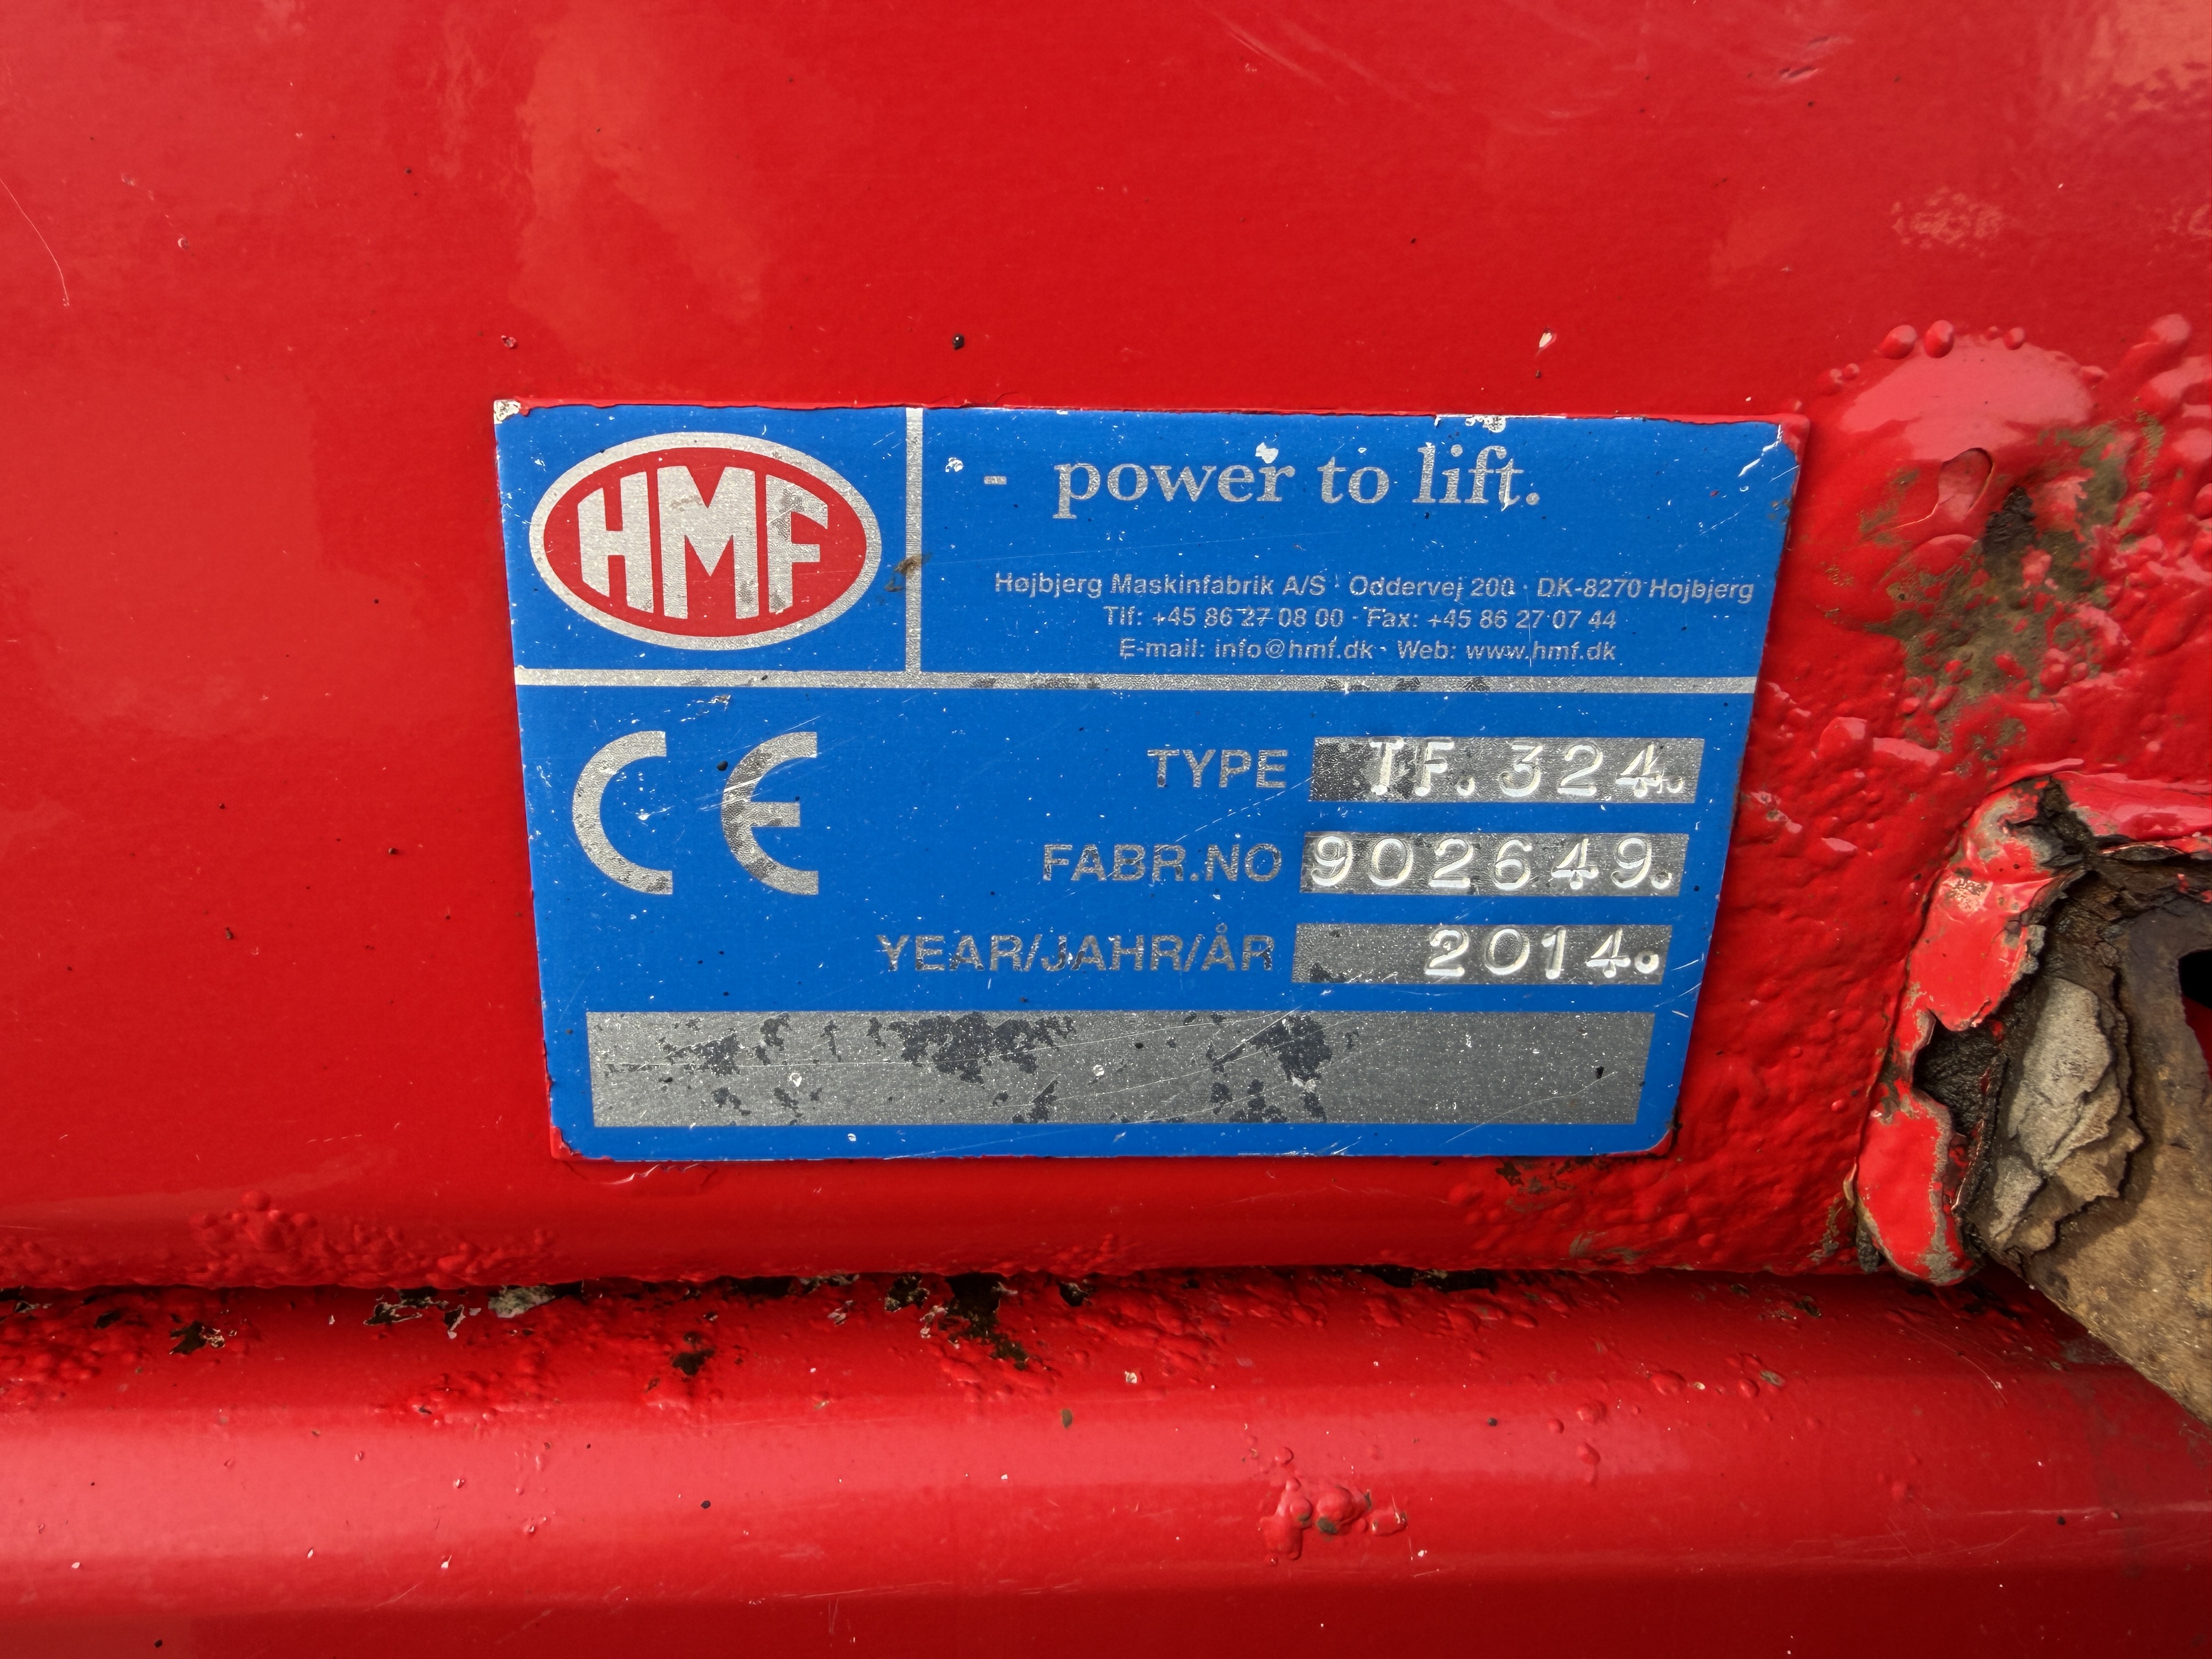 HMF
- power to lift.
Højbjerg Maskinfabrik A/S · Oddervej 200 · DK-8270 Højbjerg
Tlf: +45 86 27 08 00 - Fax: +45 86 27 07 44
E-mail: info@hmf.dk · Web: www.hmf.dk
CE
TYPE TF.324.
FABR.NO 902649.
YEAR/JAHR/ÅR 2014.